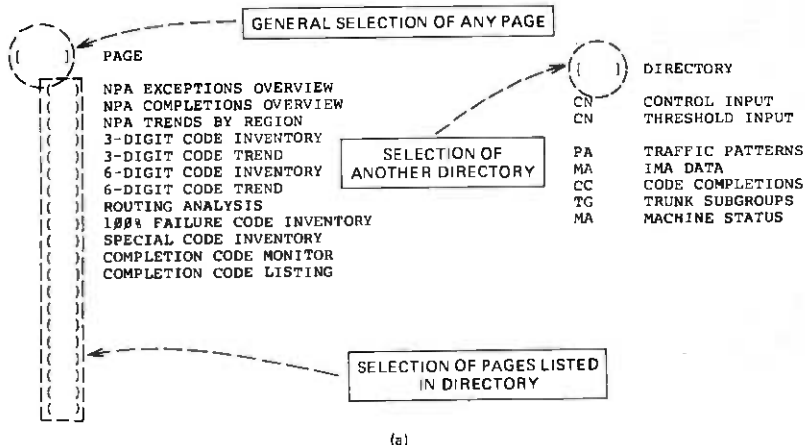 GENERAL SELECTION OF ANY PAGE
[ ] PAGE
( ) NPA EXCEPTIONS OVERVIEW
( ) NPA COMPLETIONS OVERVIEW
( ) NPA TRENDS BY REGION
( ) 3-DIGIT CODE INVENTORY
( ) 3-DIGIT CODE TREND
( ) 6-DIGIT CODE INVENTORY
( ) 6-DIGIT CODE TREND
( ) ROUTING ANALYSIS
( ) 100% FAILURE CODE INVENTORY
( ) SPECIAL CODE INVENTORY
( ) COMPLETION CODE MONITOR
( ) COMPLETION CODE LISTING
[ ] DIRECTORY
CN CONTROL INPUT
CN THRESHOLD INPUT
PA TRAFFIC PATTERNS
MA IMA DATA
CC CODE COMPLETIONS
TG TRUNK SUBGROUPS
MA MACHINE STATUS
SELECTION OF
ANOTHER DIRECTORY
SELECTION OF PAGES LISTED
IN DIRECTORY
(a)